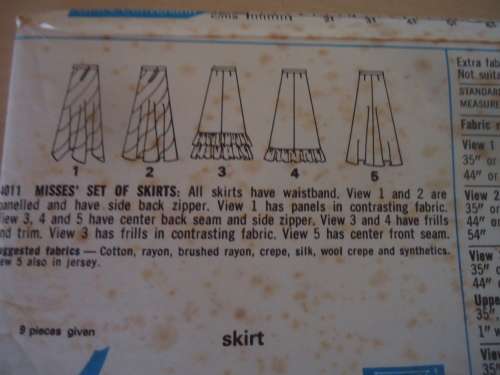 1 2 3 4 5
4011 MISSES' SET OF SKIRTS: All skirts have waistband. View 1 and 2 are
panelled and have side back zipper. View 1 has panels in contrasting fabric.
View 3, 4 and 5 have center back seam and side zipper. View 3 and 4 have frills
and trim. View 3 has frills in contrasting fabric. View 5 has center front seam.
Suggested fabrics — Cotton, rayon, brushed rayon, crepe, silk, wool crepe and synthetics.
View 5 also in jersey.
9 pieces given
skirt
Extra fab
Not suita
STANDARD
MEASURE
Fabric
View 1
35" or
44" or
View 2
35" o
44" o
54"
View
35"
44"
Uppe
35"
1" w
View
35"